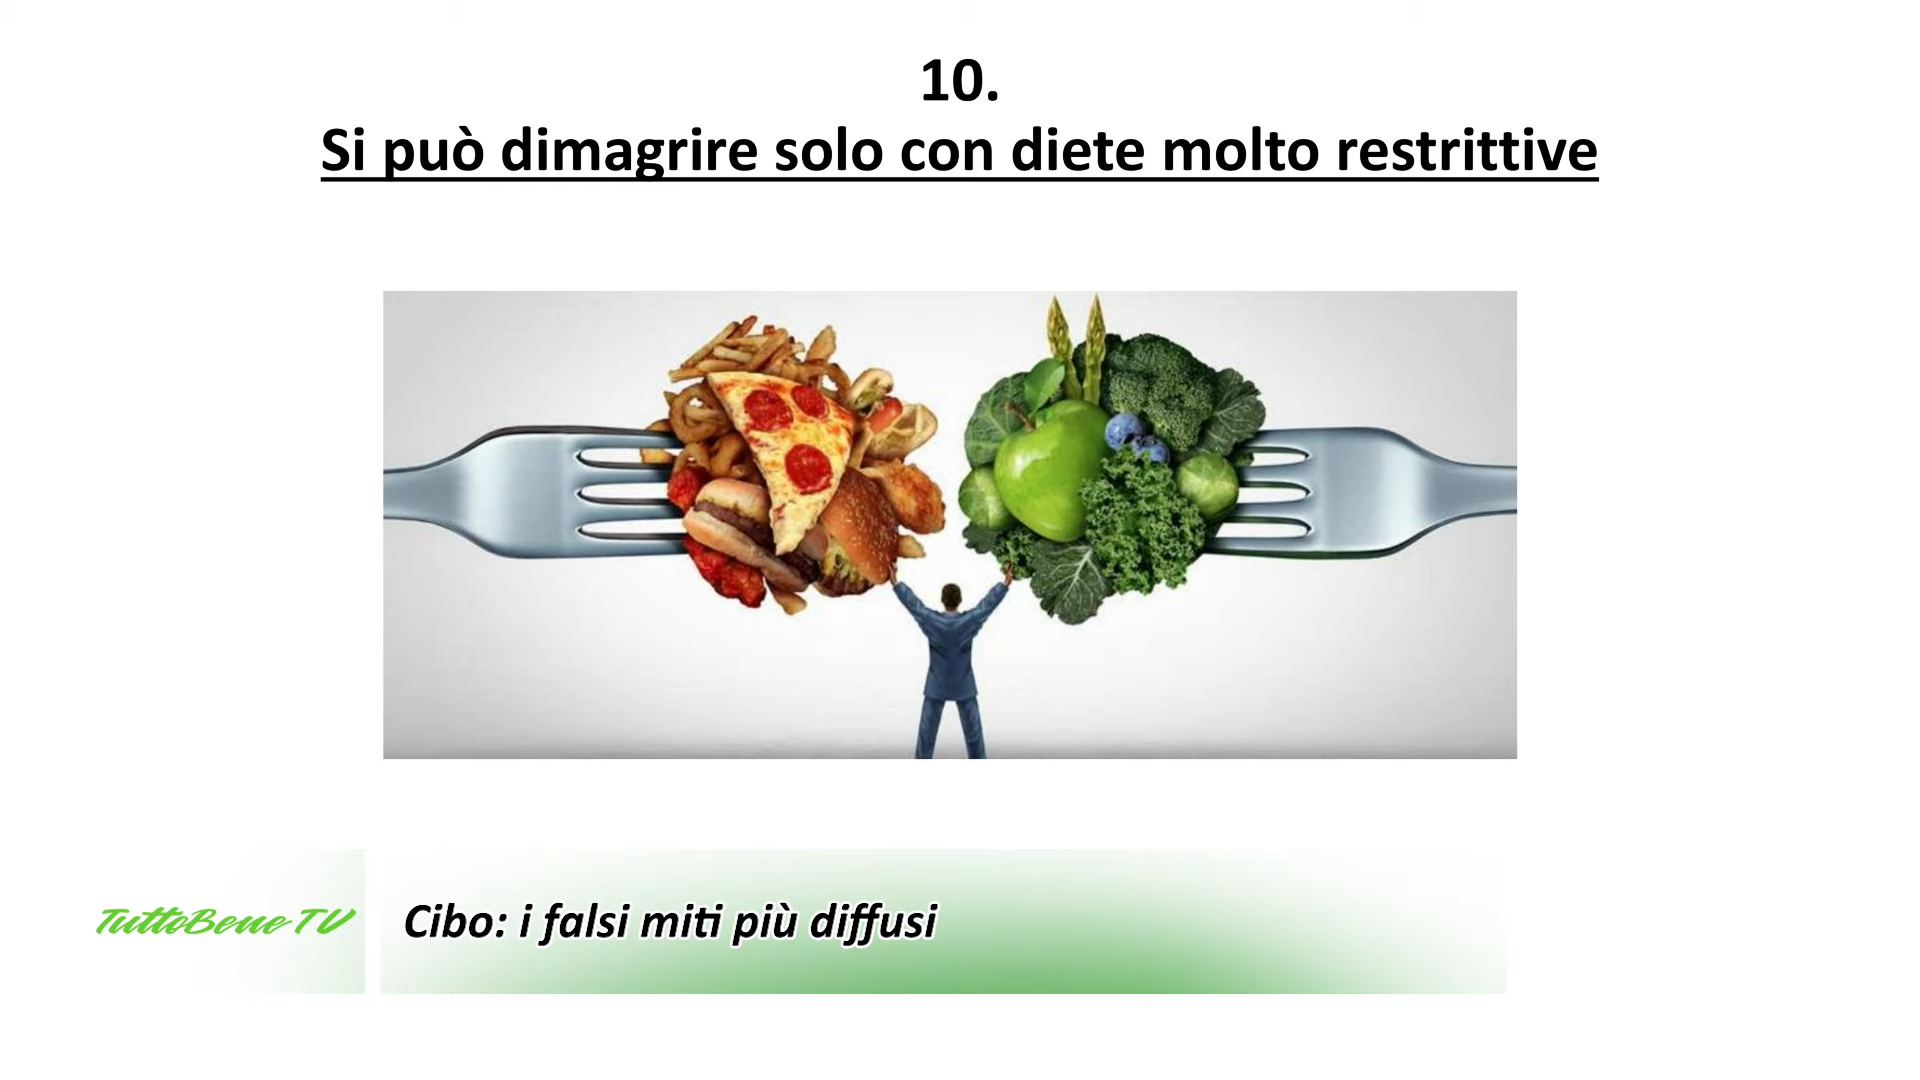 10.
Si può dimagrire solo con diete molto restrittive
TuttoBene TV
Cibo: i falsi miti più diffusi